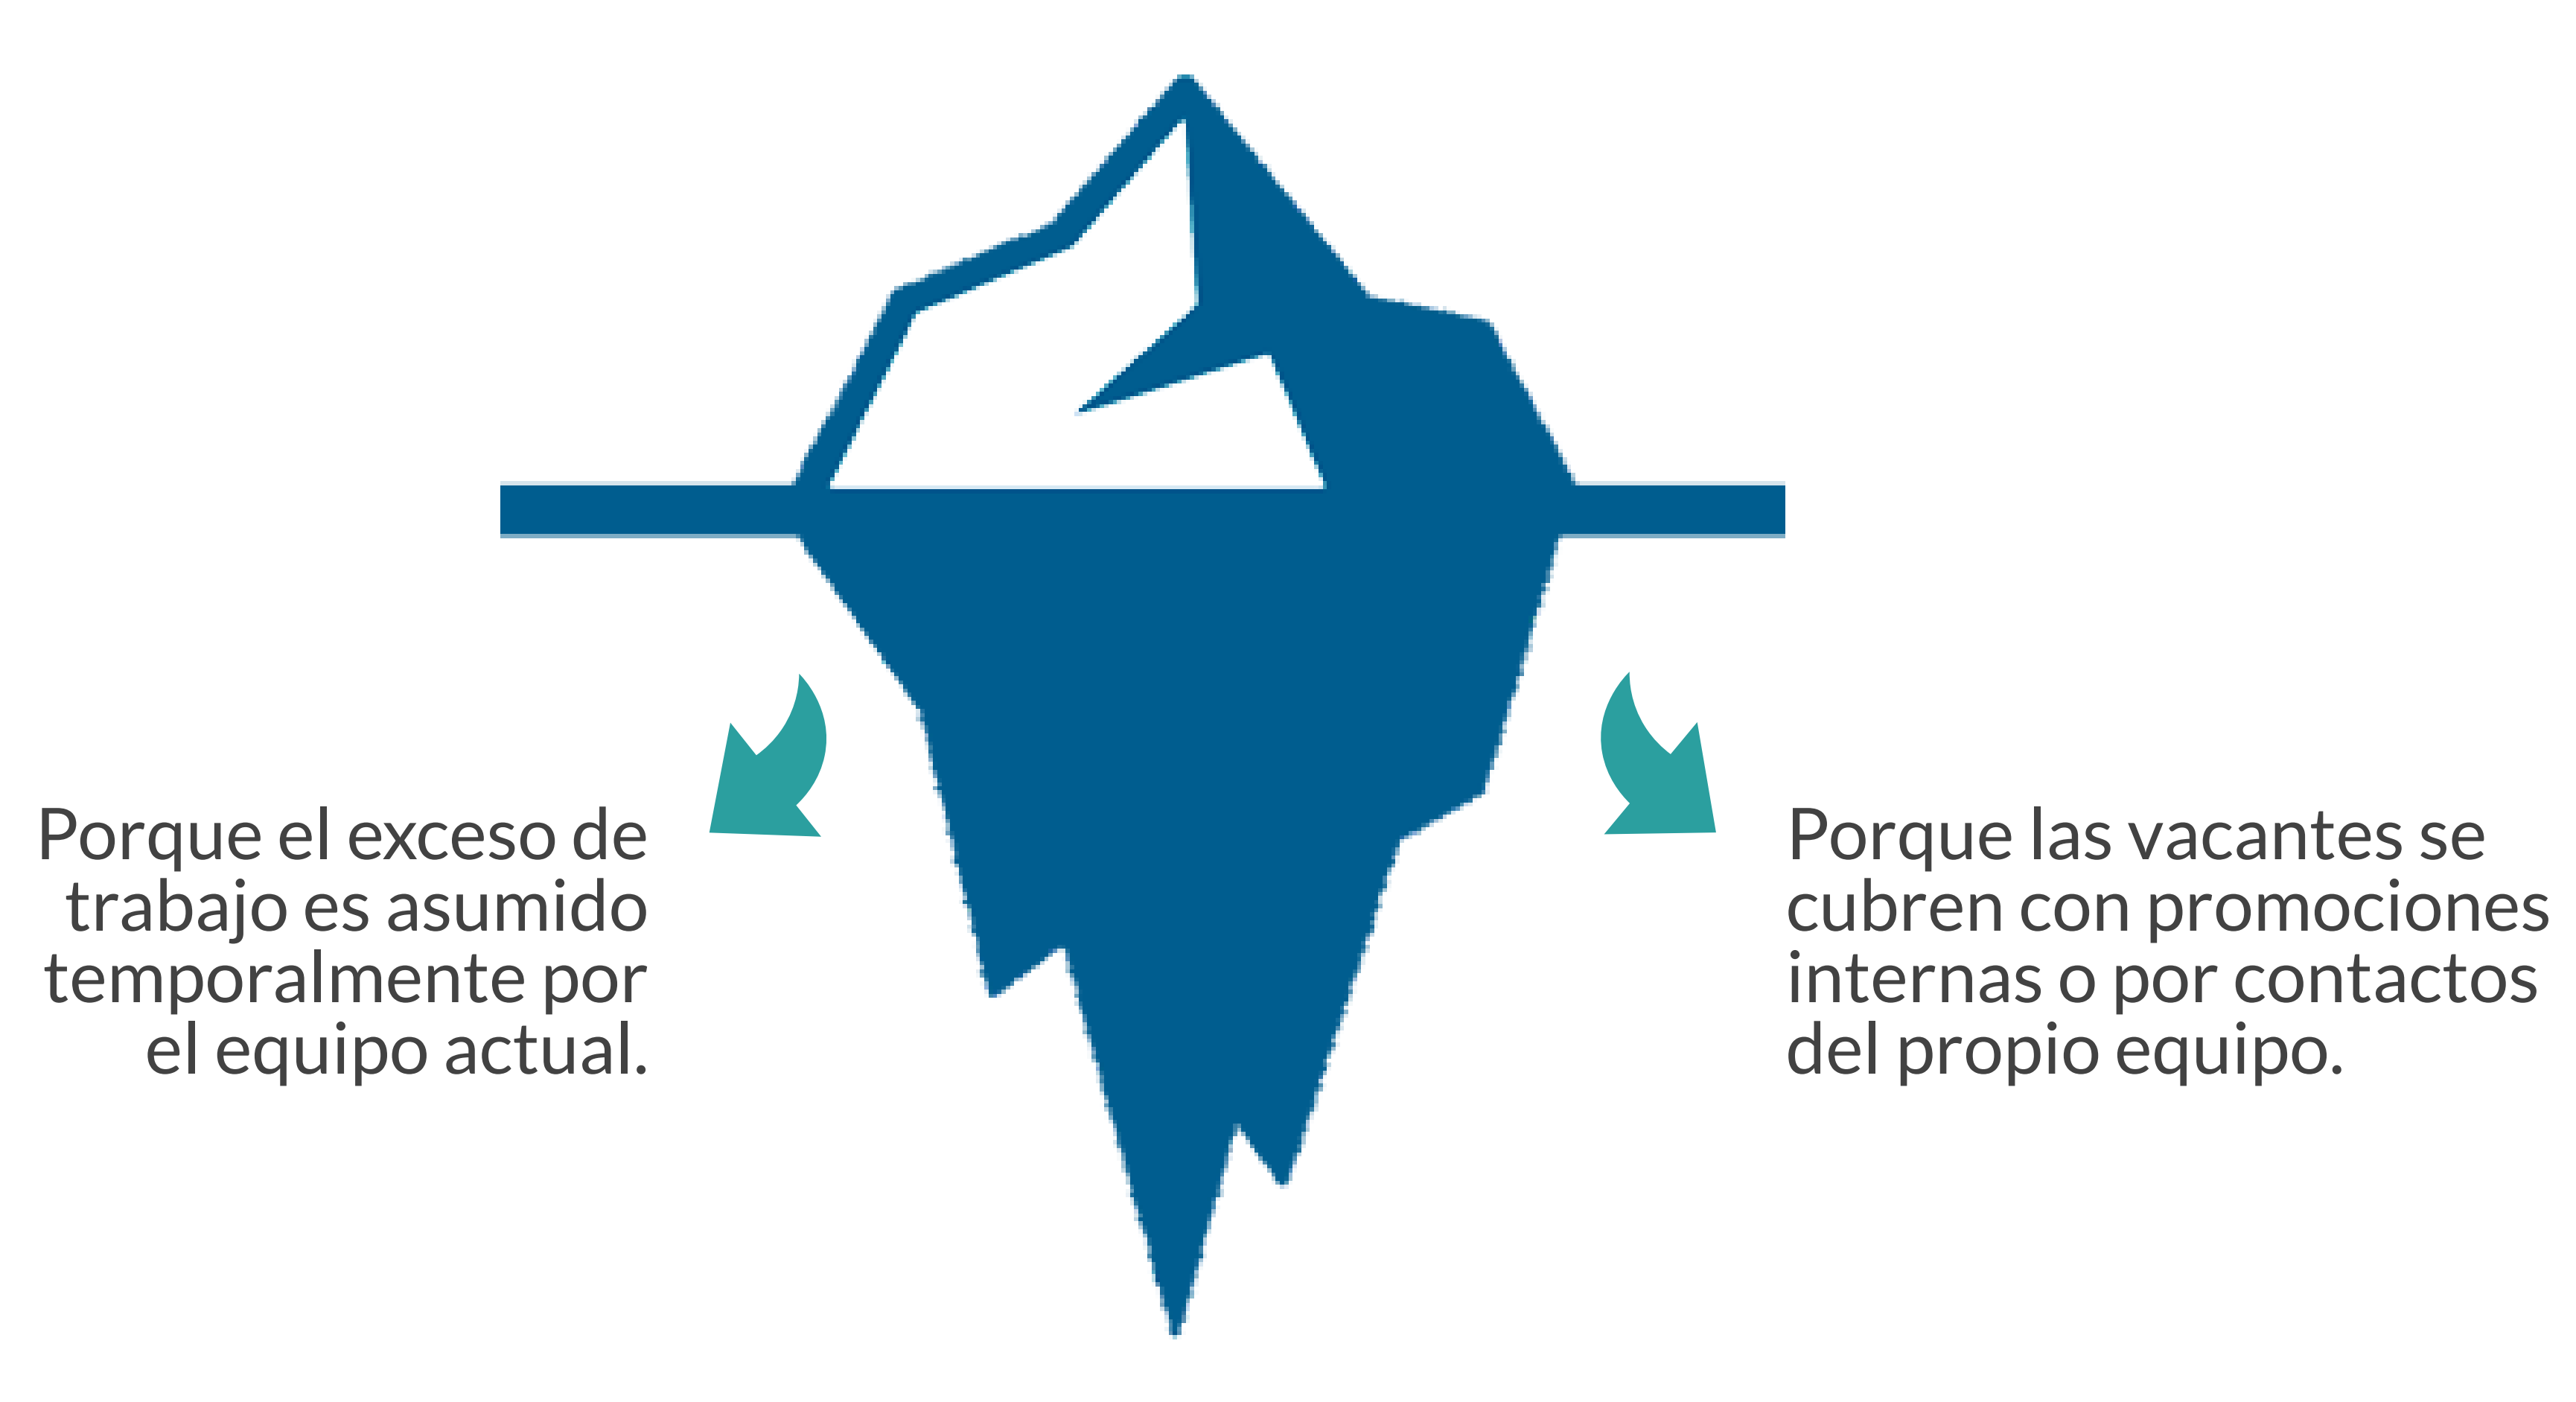 Porque el exceso de
trabajo es asumido
temporalmente por
el equipo actual.
Porque las vacantes se
cubren con promociones
internas o por contactos
del propio equipo.